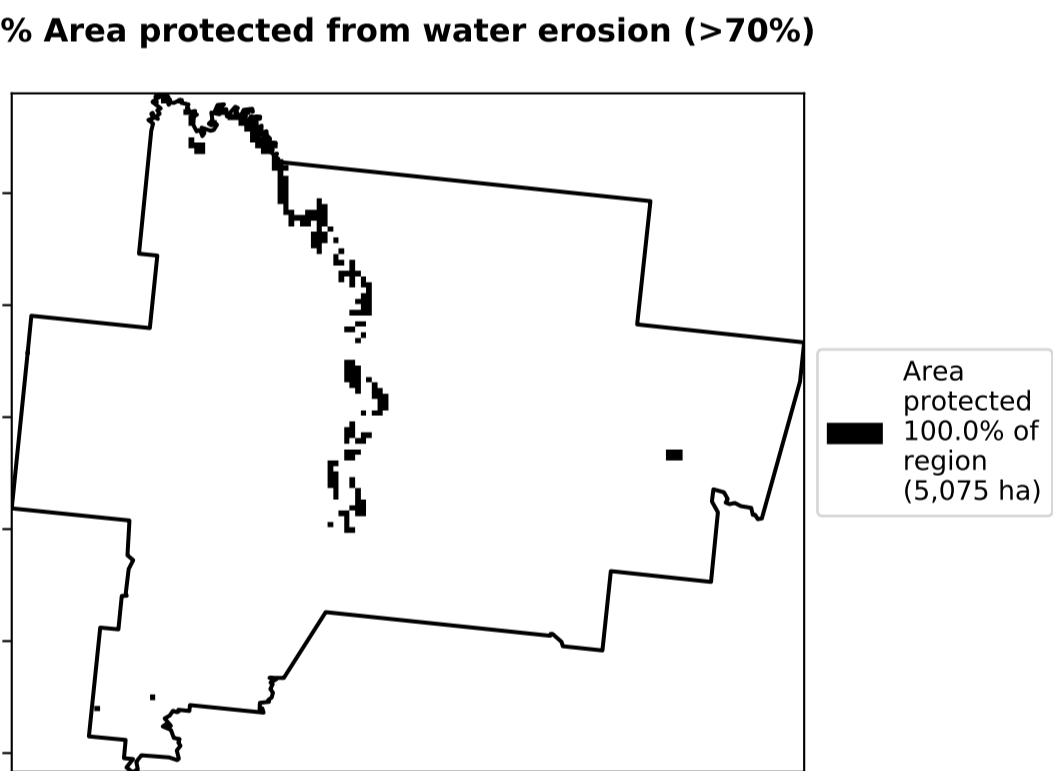 % Area protected from water erosion (>70%)
Area
protected
100.0% of
region
(5,075 ha)